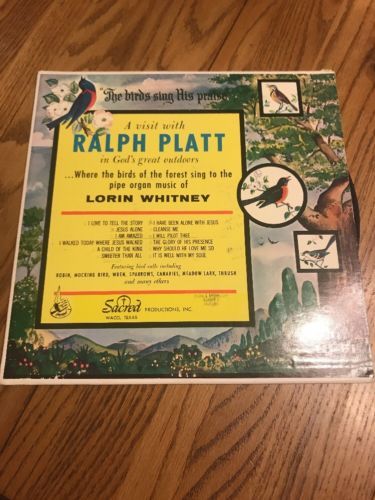 "The birds sing His praise"
A visit with
RALPH PLATT
in God's great outdoors
...Where the birds of the forest sing to the
pipe organ music of
LORIN WHITNEY
I LOVE TO TELL THE STORY
JESUS ALONE
I AM AMAZED
I WALKED TODAY WHERE JESUS WALKED
A CHILD OF THE KING
SWEETER THAN ALL
I HAVE BEEN ALONE WITH JESUS
CLEANSE ME
I WILL PILOT THEE
THE GLORY OF HIS PRESENCE
WHY SHOULD HE LOVE ME SO
IT IS WELL WITH MY SOUL
Featuring bird calls including
ROBIN, MOCKING BIRD, WREN, SPARROWS, CANARIES, MEADOW LARK, THRUSH
and many others
Sacred PRODUCTIONS, INC.
WACO, TEXAS